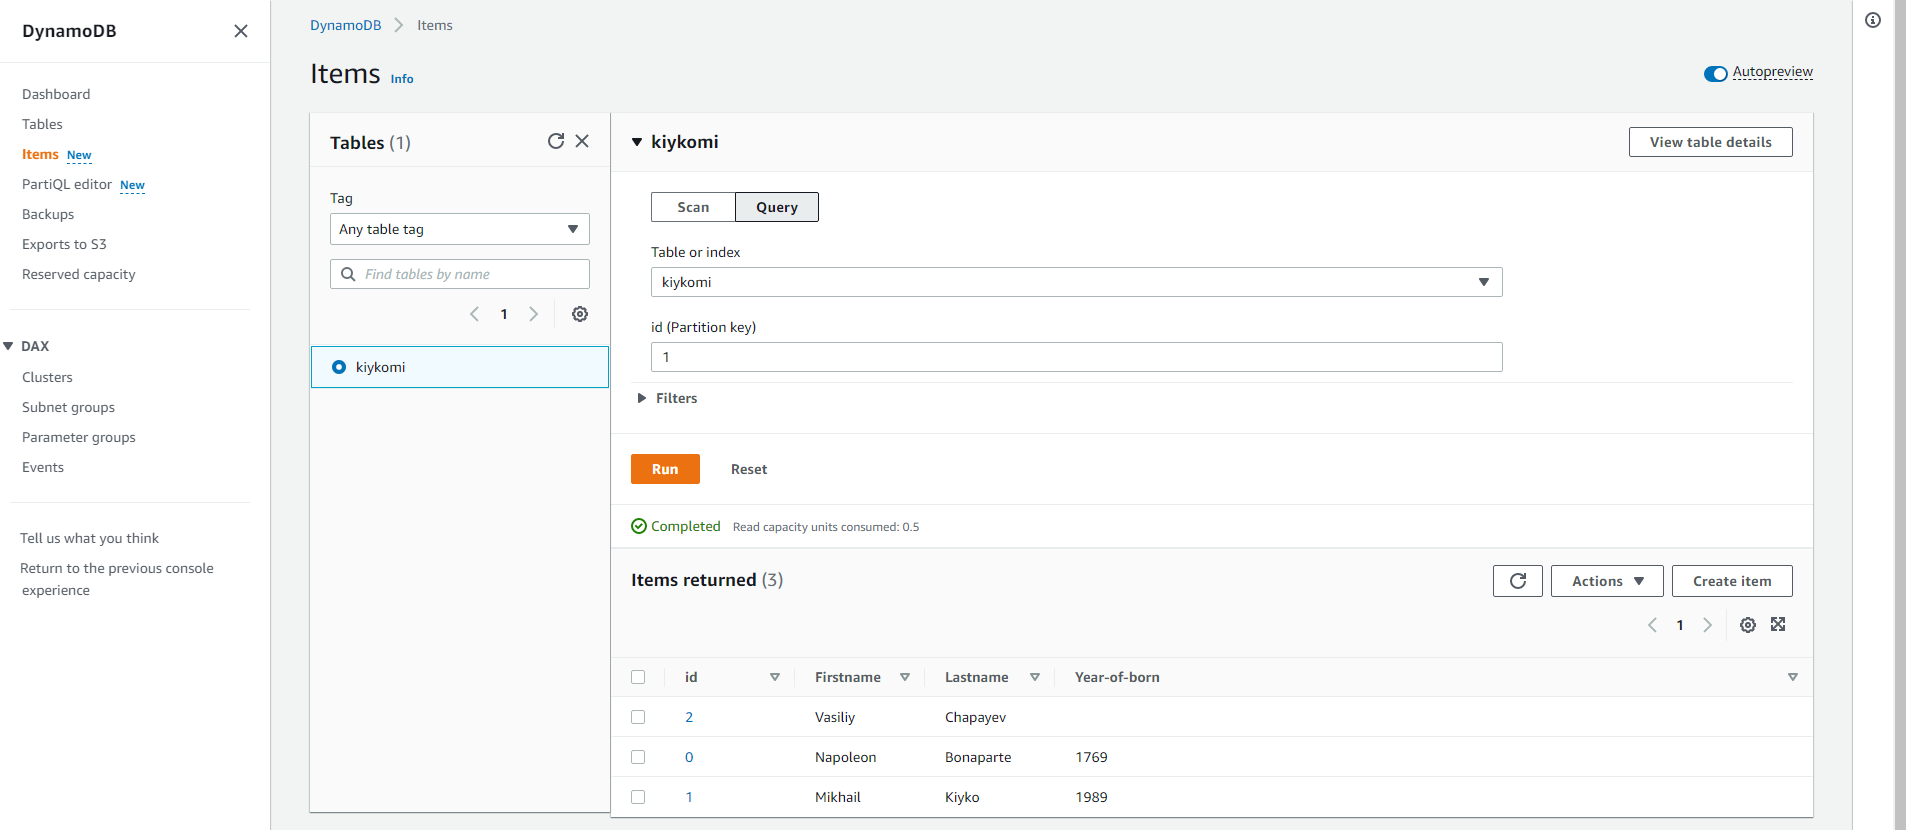 DynamoDB
Dashboard
Tables
Items New
PartiQL editor New
Backups
Exports to S3
Reserved capacity
DAX
Clusters
Subnet groups
Parameter groups
Events
Tell us what you think
Return to the previous console
experience
DynamoDB Items
Items Info
Autopreview
Tables (1)
Tag
Any table tag
Find tables by name
1
kiykomi
kiykomi
View table details
Scan Query
Table or index
kiykomi
id (Partition key)
1
Filters
Run Reset
Completed Read capacity units consumed: 0.5
Items returned (3)
Actions Create item
1
id Firstname Lastname Year-of-born
2 Vasiliy Chapayev
0 Napoleon Bonaparte 1769
1 Mikhail Kiyko 1989